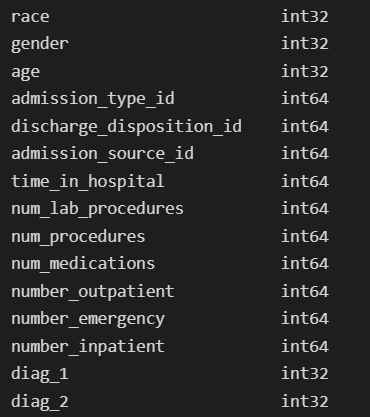 race int32
gender int32
age int32
admission_type_id int64
discharge_disposition_id int64
admission_source_id int64
time_in_hospital int64
num_lab_procedures int64
num_procedures int64
num_medications int64
number_outpatient int64
number_emergency int64
number_inpatient int64
diag_1 int32
diag_2 int32